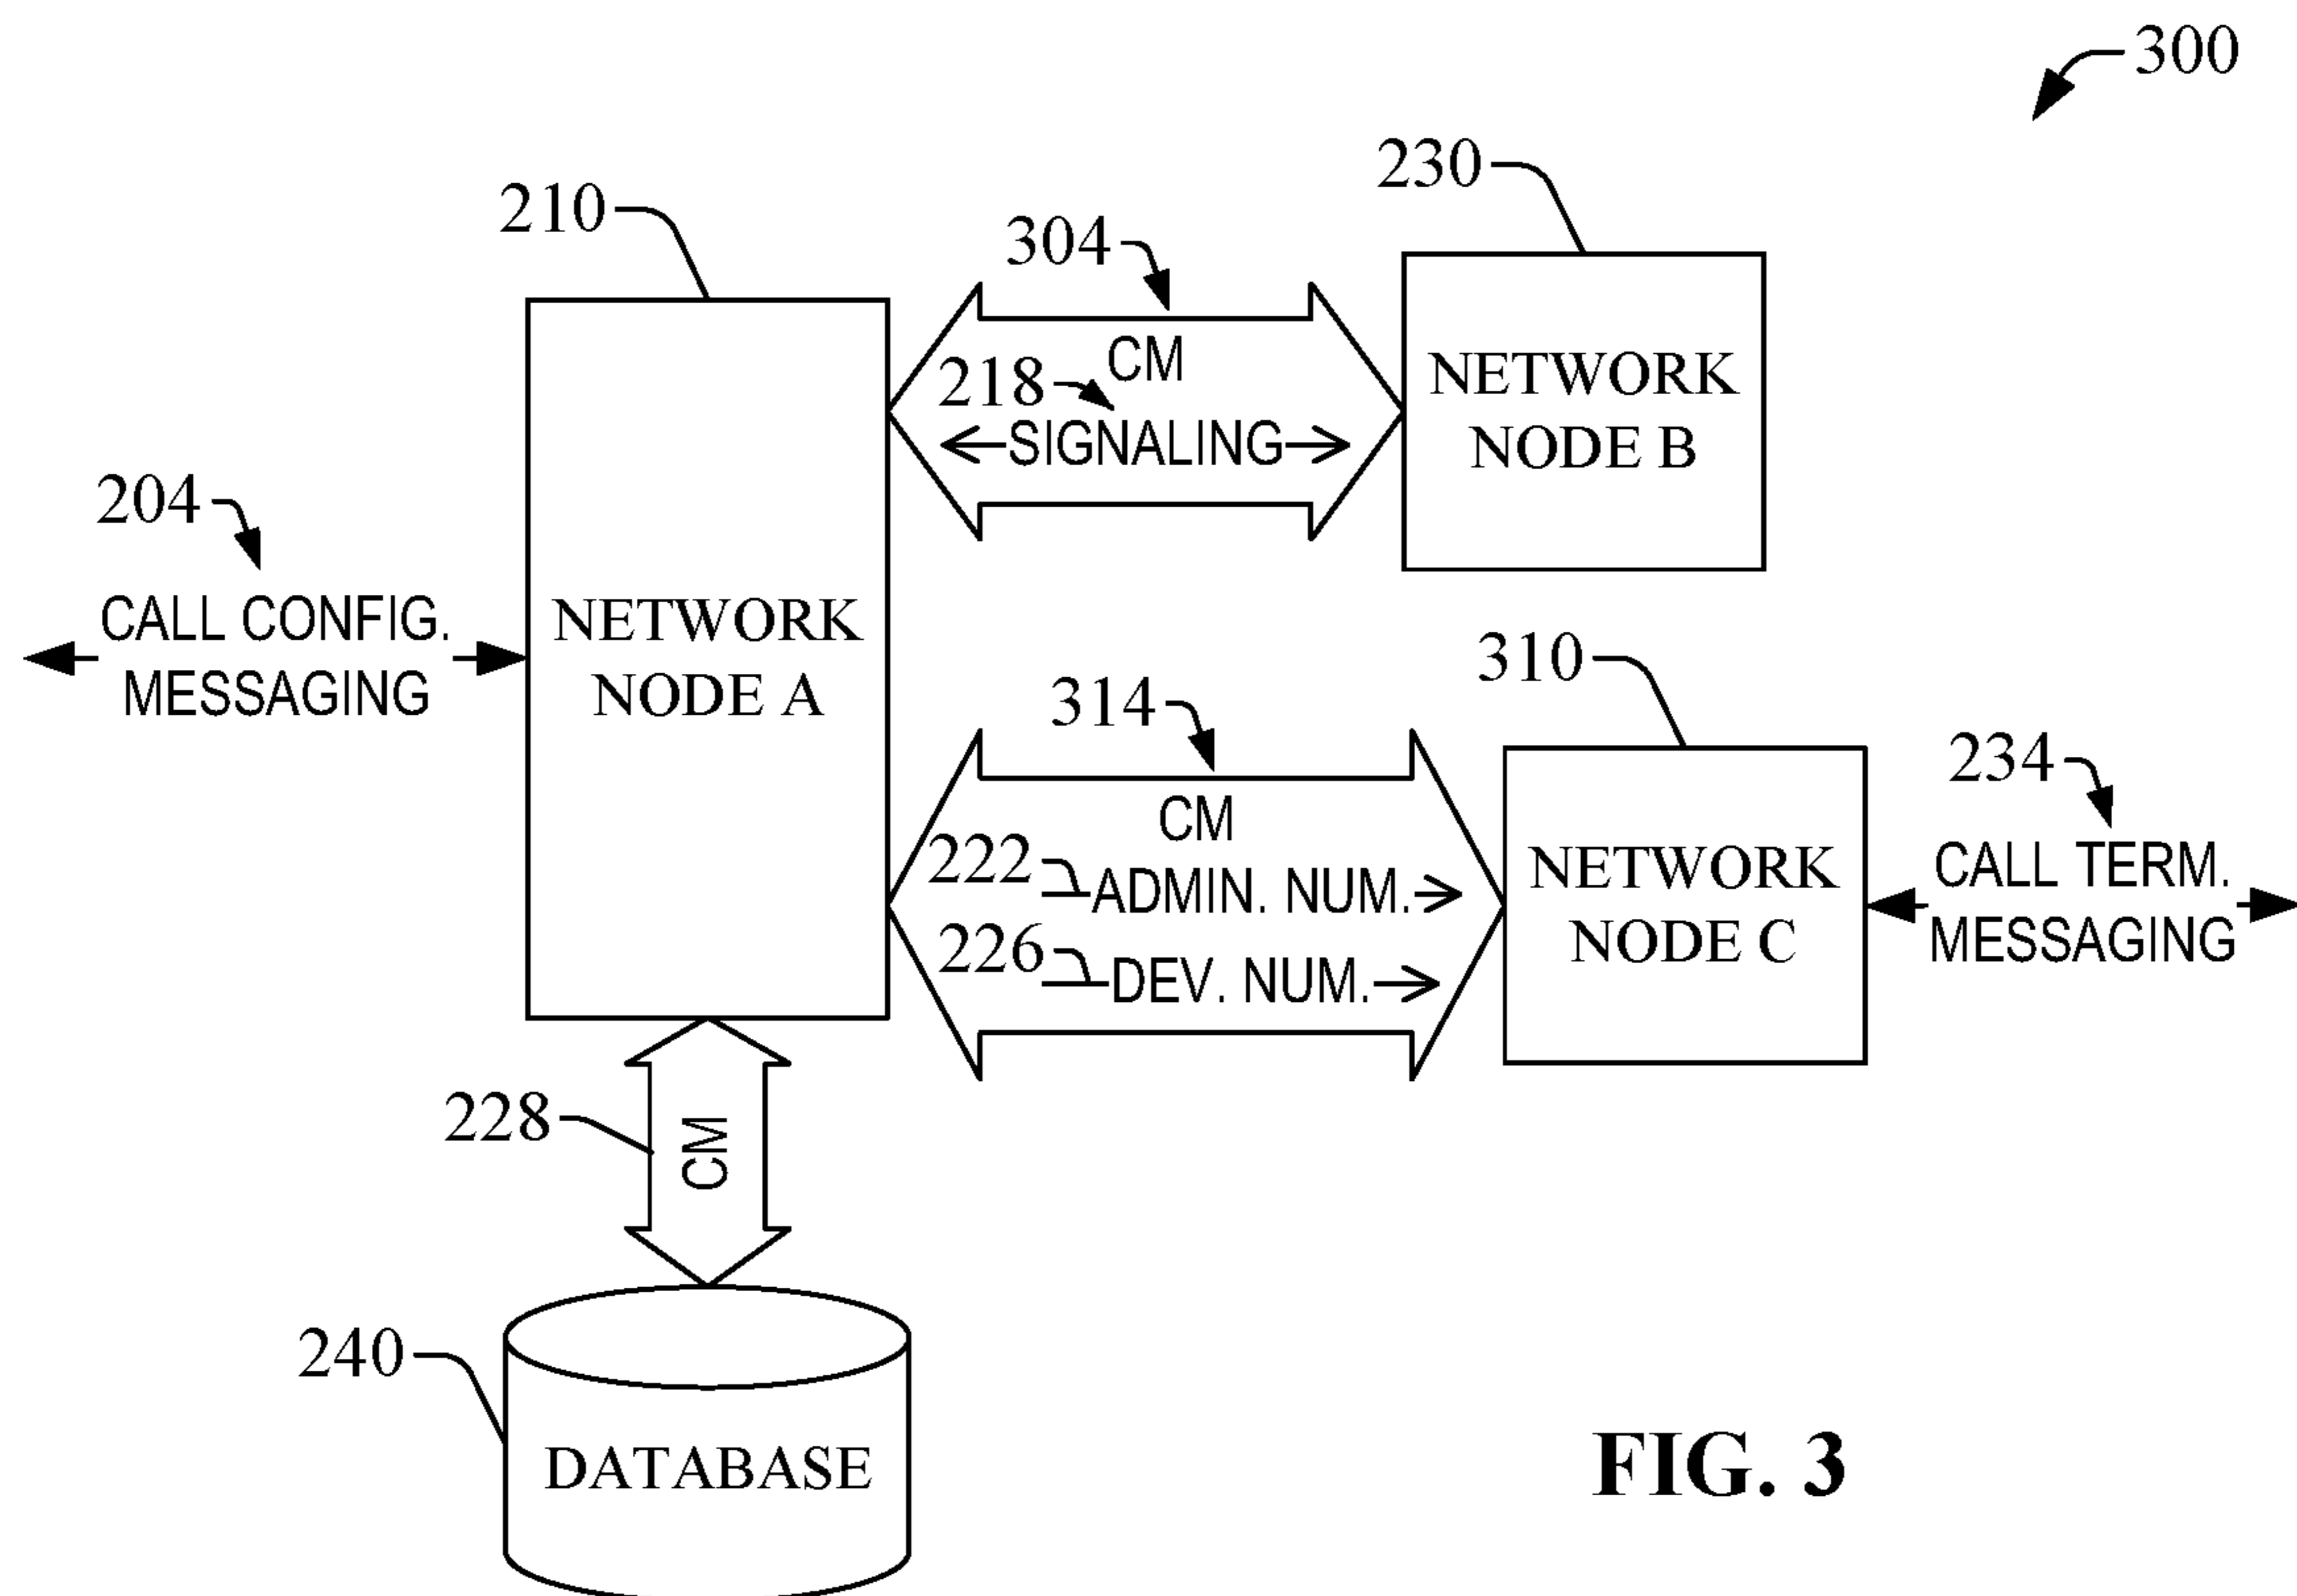 300
230
210
304
CM
218
SIGNALING
NETWORK
NODE B
204
CALL CONFIG.
MESSAGING
NETWORK
NODE A
310
314
CM
222
ADMIN. NUM.
226
DEV. NUM.
NETWORK
NODE C
234
CALL TERM.
MESSAGING
228
CM
240
DATABASE
FIG. 3